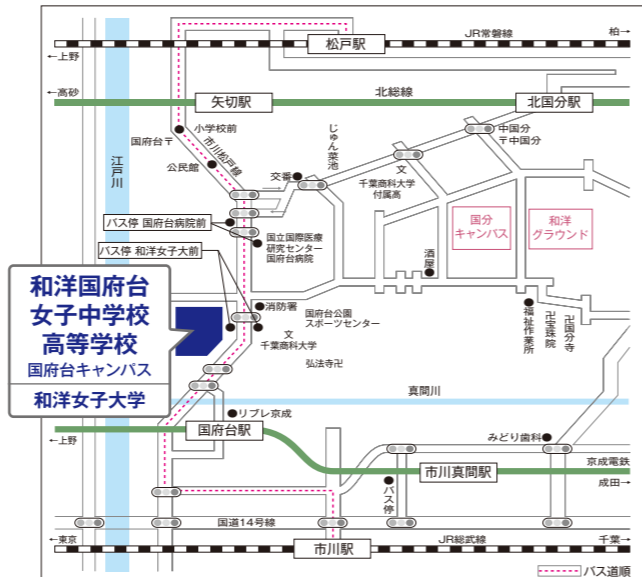 松戸駅
JR常磐線
柏→
←上野
←高砂
矢切駅
北総線
北国分駅
小学校前
国府台〒
市川松戸線
公民館
交番
じゅん菜池
文
千葉商科大学
付属高
中国分
〒中国分
江戸川
バス停 国府台病院前
国立国際医療
研究センター
国府台病院
バス停 和洋女子大前
国分
キャンパス
和洋
グラウンド
酒屋
和洋国府台
女子中学校
高等学校
国府台キャンパス
和洋女子大学
消防署
国府台公園
スポーツセンター
文
千葉商科大学
弘法寺卍
福祉作業所
卍宝珠院
卍国分寺
真間川
リブレ京成
国府台駅
←上野
みどり歯科
市川真間駅
京成電鉄
成田→
バス停
国道14号線
←東京
市川駅
JR総武線
千葉→
バス道順